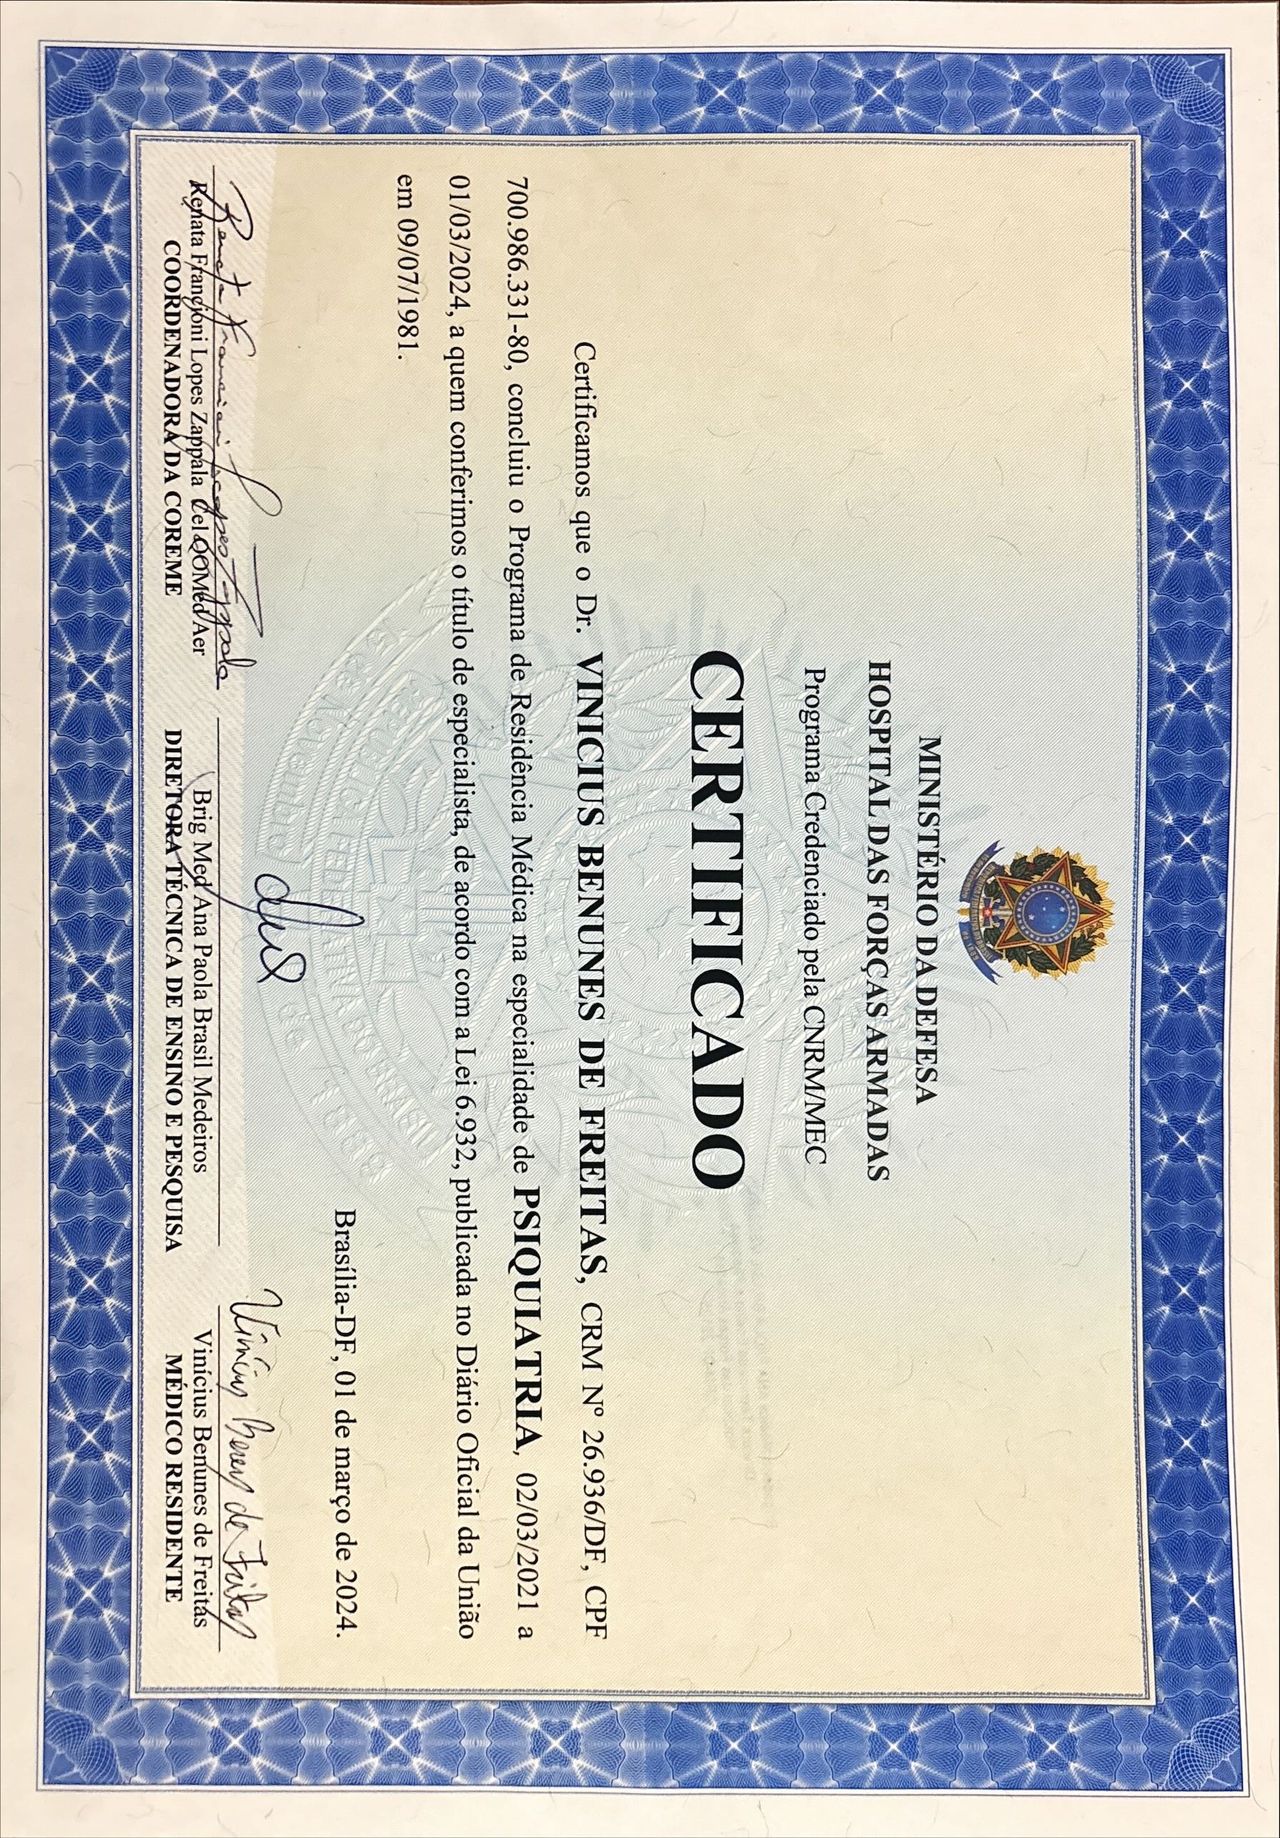 MINISTÉRIO DA DEFESA
HOSPITAL DAS FORÇAS ARMADAS
Programa Credenciado pela CNRM/MEC
CERTIFICADO
Certificamos que o Dr. VINICIUS BENUNES DE FREITAS, CRM Nº 26.936/DF, CPF
700.986.331-80, concluiu o Programa de Residência Médica na especialidade de PSIQUIATRIA, 02/03/2021 a
01/03/2024, a quem conferimos o título de especialista, de acordo com a Lei 6.932, publicada no Diário Oficial da União
em 09/07/1981.
Brasília-DF, 01 de março de 2024.
Renata Francioni Lopes Zappala Cel QOMed Aer
COORDENADORA DA COREME
Brig Med Ana Paola Brasil Medeiros
DIRETORA TÉCNICA DE ENSINO E PESQUISA
Vinícius Benunes de Freitas
MÉDICO RESIDENTE